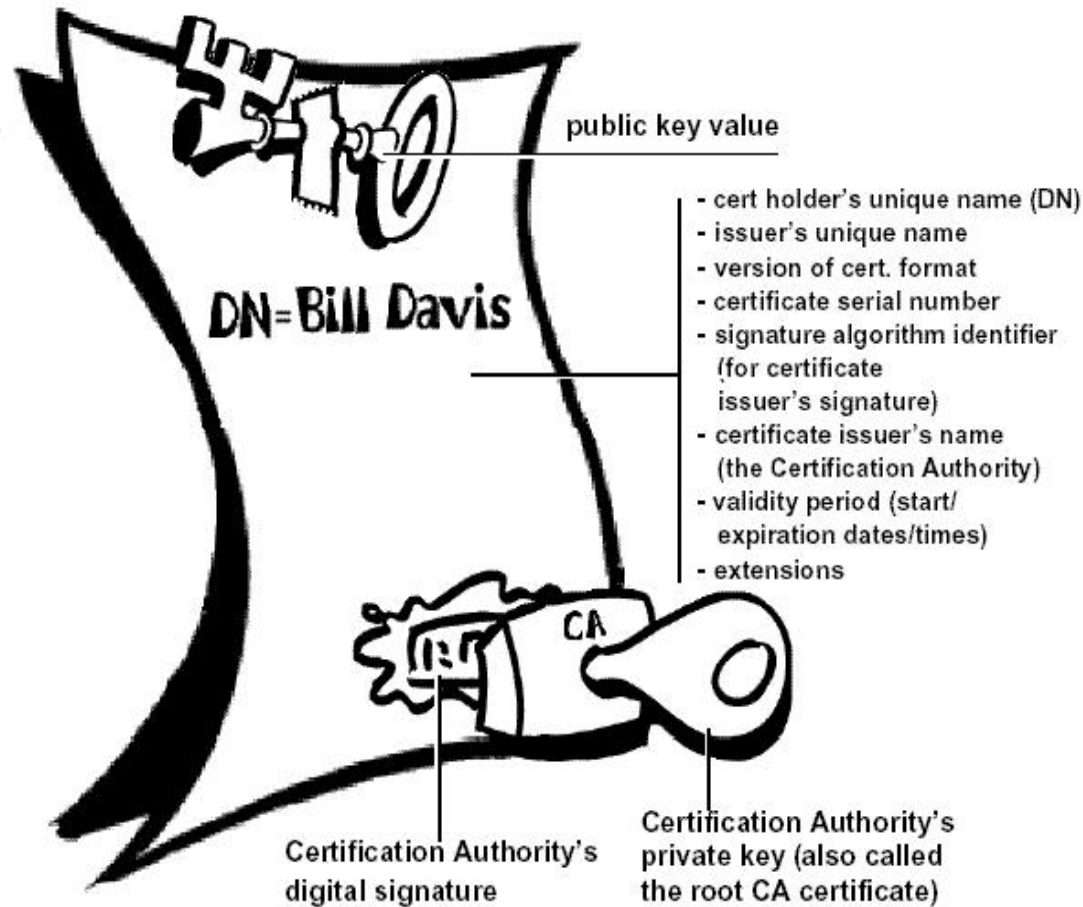 public key value
- cert holder's unique name (DN)
- issuer's unique name
- version of cert. format
- certificate serial number
- signature algorithm identifier
(for certificate
issuer's signature)
- certificate issuer's name
(the Certification Authority)
- validity period (start/
expiration dates/times)
- extensions
DN=Bill Davis
CA
Certification Authority's
digital signature
Certification Authority's
private key (also called
the root CA certificate)